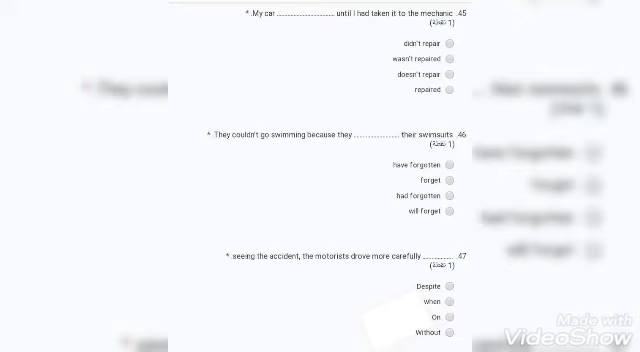 45. My car .............................. until I had taken it to the mechanic. *
(1 نقطة)
didn't repair
wasn't repaired
doesn't repair
repaired
46. They couldn't go swimming because they ........................ their swimsuits *
(1 نقطة)
have forgotten
forget
had forgotten
will forget
47. ................ seeing the accident, the motorists drove more carefully. *
(1 نقطة)
Despite
when
On
Without
Made with
VideoShow